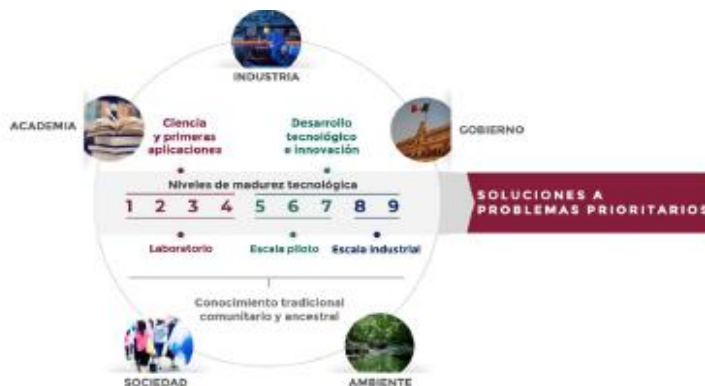 INDUSTRIA
ACADEMIA
GOBIERNO
Ciencia
y primeras
aplicaciones
Desarrollo
tecnológico
e innovación
Niveles de madurez tecnológica
1 2 3 4 5 6 7 8 9
SOLUCIONES A
PROBLEMAS PRIORITARIOS
Laboratorio
Escala piloto
Escala industrial
Conocimiento tradicional
comunitario y ancestral
SOCIEDAD
AMBIENTE